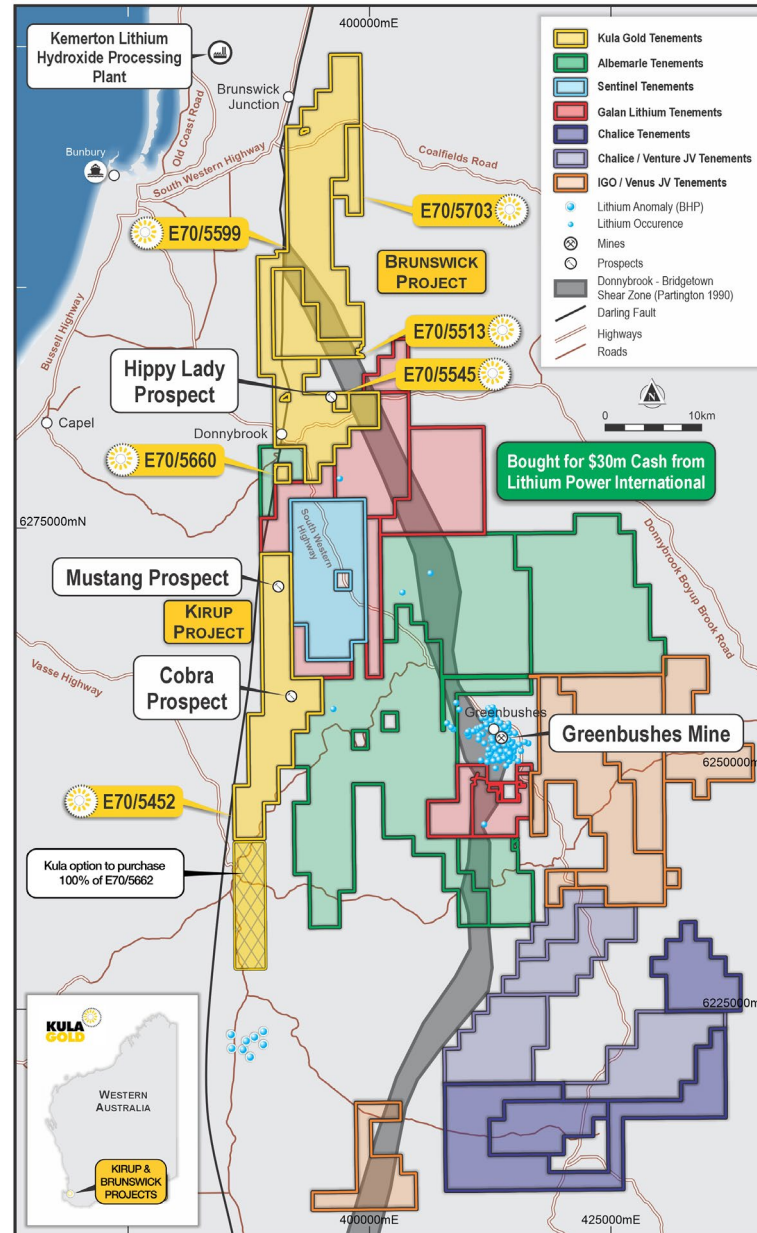 400000mE
Kemerton Lithium
Hydroxide Processing
Plant
Brunswick
Junction
Old Coast Road
Bunbury
South Western Highway
Coalfields Road
E70/5703
E70/5599
BRUNSWICK
PROJECT
Bussell Highway
E70/5513
Hippy Lady
Prospect
E70/5545
Capel
Donnybrook
E70/5660
Kula Gold Tenements
Albemarle Tenements
Sentinel Tenements
Galan Lithium Tenements
Chalice Tenements
Chalice / Venture JV Tenements
IGO / Venus JV Tenements
Lithium Anomaly (BHP)
Lithium Occurence
Mines
Prospects
Donnybrook - Bridgetown
Shear Zone (Partington 1990)
Darling Fault
Highways
Roads
0
10km
Bought for $30m Cash from
Lithium Power International
6275000mN
South Western
Highway
Donnybrook Boyup Brook Road
Mustang Prospect
KIRUP
PROJECT
Vasse Highway
Cobra
Prospect
Greenbushes
Greenbushes Mine
6250000m
E70/5452
Kula option to purchase
100% of E70/5662
6225000m
KULA
GOLD
WESTERN
AUSTRALIA
KIRUP &
BRUNSWICK
PROJECTS
400000mE
425000mE